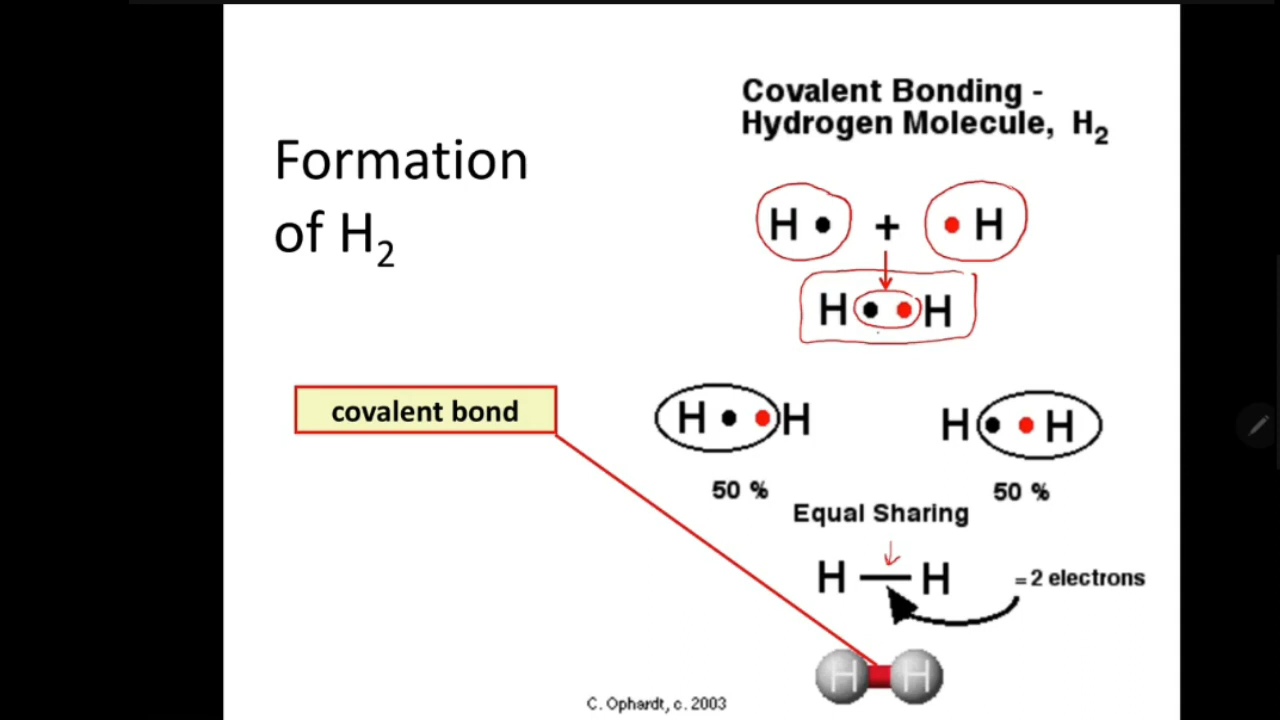 Formation
of H₂
Covalent Bonding -
Hydrogen Molecule, H₂
H • + • H
H • • H
covalent bond
H • • H
H • • H
50 %
50 %
Equal Sharing
H — H
= 2 electrons
H H
C. Ophardt, c. 2003